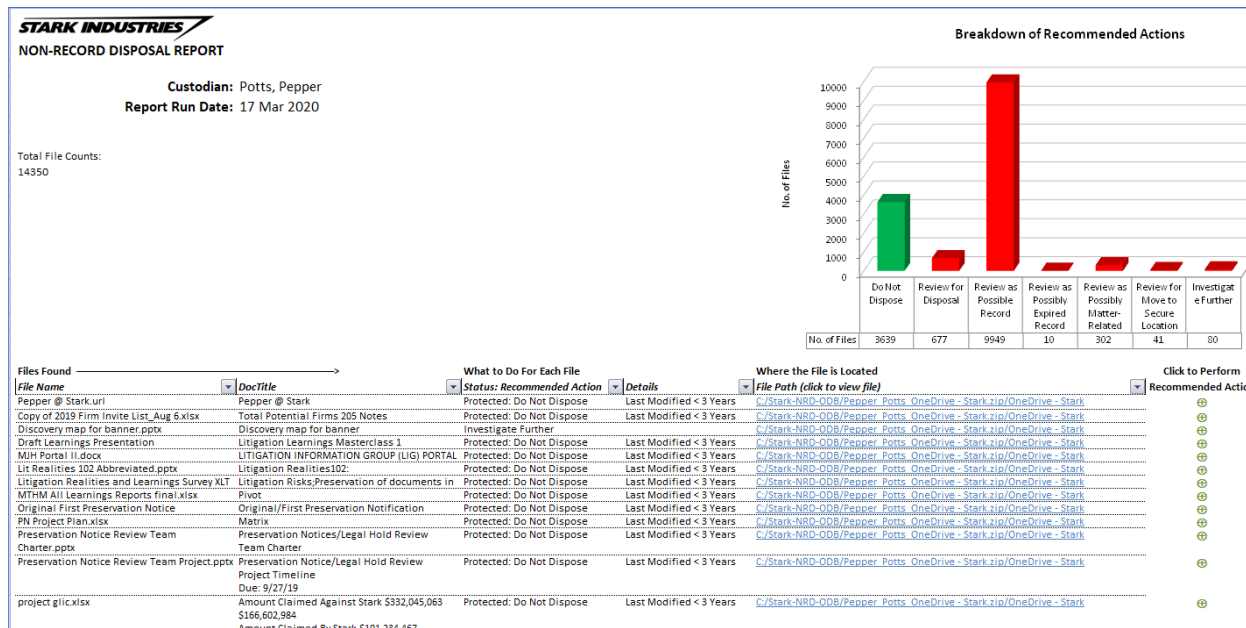 STARK INDUSTRIES
NON-RECORD DISPOSAL REPORT
Custodian: Potts, Pepper
Report Run Date: 17 Mar 2020
Total File Counts:
14350
Breakdown of Recommended Actions
No. of Files
10000
9000
8000
7000
6000
5000
4000
3000
2000
1000
0
Do Not Dispose
Review for Disposal
Review as Possible Record
Review as Possibly Expired Record
Review as Possibly Matter-Related
Review for Move to Secure Location
Investigate Further
No. of Files 3639 677 9949 10 302 41 80
Files Found What to Do For Each File Where the File is Located Click to Perform
File Name DocTitle Status: Recommended Action Details File Path (click to view file) Recommended Actio
Pepper @ Stark.url Pepper @ Stark Protected: Do Not Dispose Last Modified < 3 Years C:/Stark-NRD-ODB/Pepper_Potts_OneDrive - Stark.zip/OneDrive - Stark
Copy of 2019 Firm Invite List_Aug 6.xlsx Total Potential Firms 205 Notes Protected: Do Not Dispose Last Modified < 3 Years C:/Stark-NRD-ODB/Pepper_Potts_OneDrive - Stark.zip/OneDrive - Stark
Discovery map for banner.pptx Discovery map for banner Investigate Further C:/Stark-NRD-ODB/Pepper_Potts_OneDrive - Stark.zip/OneDrive - Stark
Draft Learnings Presentation Litigation Learnings Masterclass 1 Protected: Do Not Dispose Last Modified < 3 Years C:/Stark-NRD-ODB/Pepper_Potts_OneDrive - Stark.zip/OneDrive - Stark
MJH Portal II.docx LITIGATION INFORMATION GROUP (LIG) PORTAL Protected: Do Not Dispose Last Modified < 3 Years C:/Stark-NRD-ODB/Pepper_Potts_OneDrive - Stark.zip/OneDrive - Stark
Lit Realities 102 Abbreviated.pptx Litigation Realities102: Protected: Do Not Dispose Last Modified < 3 Years C:/Stark-NRD-ODB/Pepper_Potts_OneDrive - Stark.zip/OneDrive - Stark
Litigation Realities and Learnings Survey XLT Litigation Risks;Preservation of documents in Protected: Do Not Dispose Last Modified < 3 Years C:/Stark-NRD-ODB/Pepper_Potts_OneDrive - Stark.zip/OneDrive - Stark
MTHM All Learnings Reports final.xlsx Pivot Protected: Do Not Dispose Last Modified < 3 Years C:/Stark-NRD-ODB/Pepper_Potts_OneDrive - Stark.zip/OneDrive - Stark
Original First Preservation Notice Original/First Preservation Notification Protected: Do Not Dispose Last Modified < 3 Years C:/Stark-NRD-ODB/Pepper_Potts_OneDrive - Stark.zip/OneDrive - Stark
PN Project Plan.xlsx Matrix Protected: Do Not Dispose Last Modified < 3 Years C:/Stark-NRD-ODB/Pepper_Potts_OneDrive - Stark.zip/OneDrive - Stark
Preservation Notice Review Team Preservation Notices/Legal Hold Review Protected: Do Not Dispose Last Modified < 3 Years C:/Stark-NRD-ODB/Pepper_Potts_OneDrive - Stark.zip/OneDrive - Stark
Charter.pptx Team Charter
Preservation Notice Review Team Project.pptx Preservation Notice/Legal Hold Review Protected: Do Not Dispose Last Modified < 3 Years C:/Stark-NRD-ODB/Pepper_Potts_OneDrive - Stark.zip/OneDrive - Stark
Project Timeline
Due: 9/27/19
project glic.xlsx Amount Claimed Against Stark $332,045,063 Protected: Do Not Dispose Last Modified < 3 Years C:/Stark-NRD-ODB/Pepper_Potts_OneDrive - Stark.zip/OneDrive - Stark
$166,602,984
Amount Claimed By Stark $101,234,467